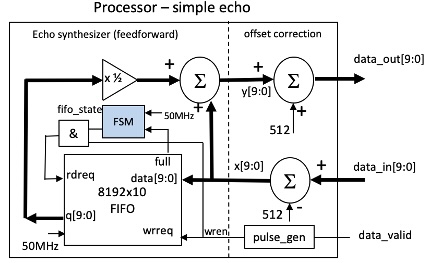 Processor – simple echo
Echo synthesizer (feedforward)
offset correction
x ½
+
Σ
+
+
Σ
data_out[9:0]
y[9:0]
fifo_state
FSM
50MHz
+
512
&
full
x[9:0]
+
data_in[9:0]
rdreq
data[9:0]
Σ
8192x10
FIFO
512
-
q[9:0]
wrreq
wren
pulse_gen
data_valid
50MHz